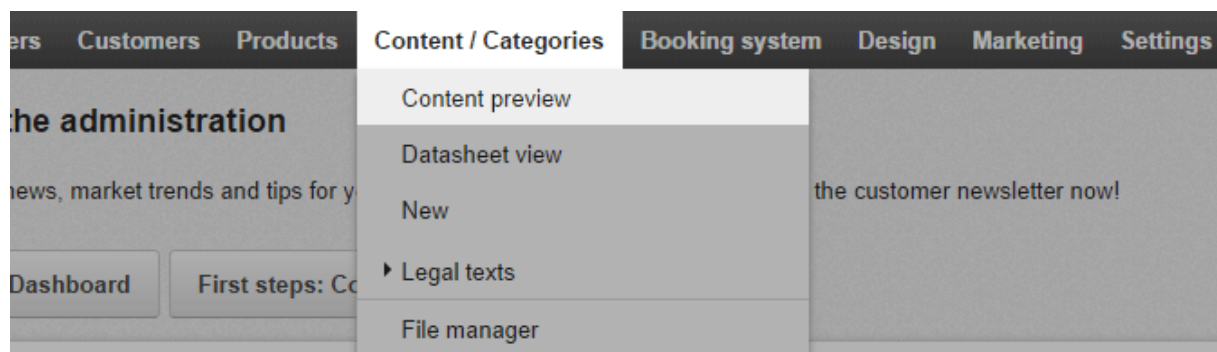 ers Customers Products Content / Categories Booking system Design Marketing Settings
Content preview
the administration
Datasheet view
news, market trends and tips for y the customer newsletter now!
New
Legal texts
Dashboard First steps: Co
File manager